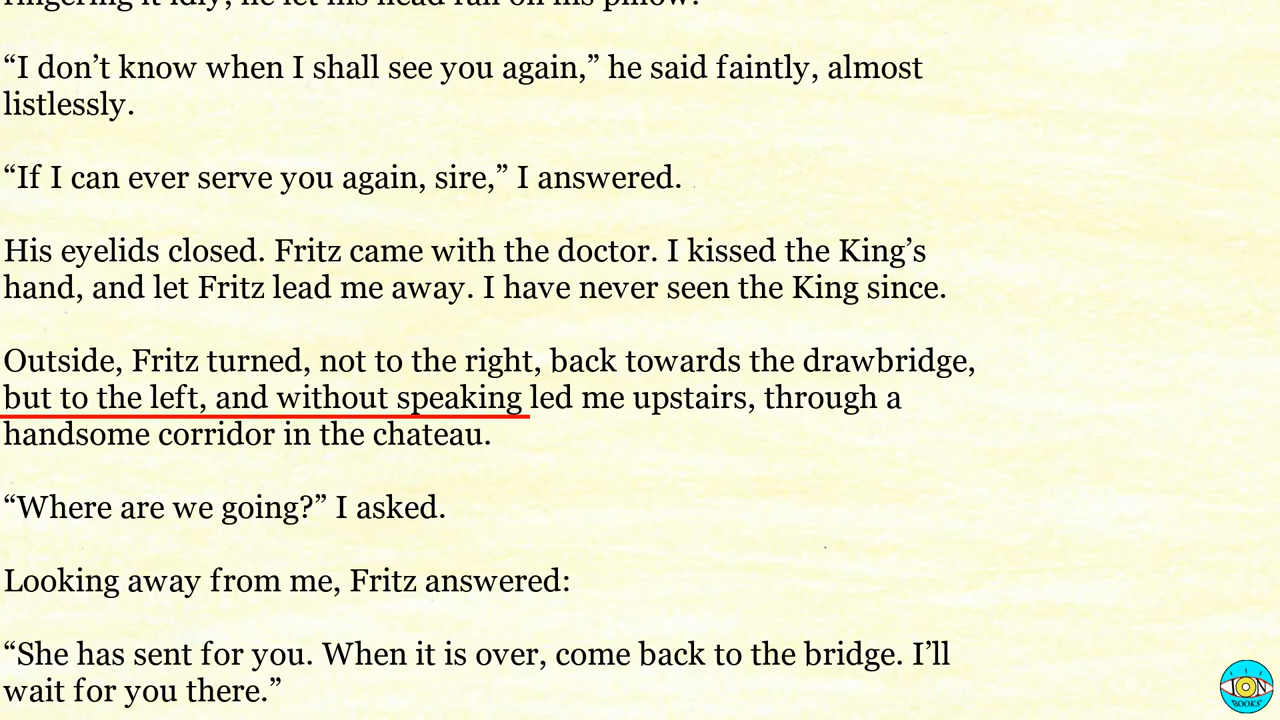 “I don’t know when I shall see you again,” he said faintly, almost
listlessly.
“If I can ever serve you again, sire,” I answered.
His eyelids closed. Fritz came with the doctor. I kissed the King’s
hand, and let Fritz lead me away. I have never seen the King since.
Outside, Fritz turned, not to the right, back towards the drawbridge,
but to the left, and without speaking led me upstairs, through a
handsome corridor in the chateau.
“Where are we going?” I asked.
Looking away from me, Fritz answered:
“She has sent for you. When it is over, come back to the bridge. I’ll
wait for you there.”
ION
BOOKS